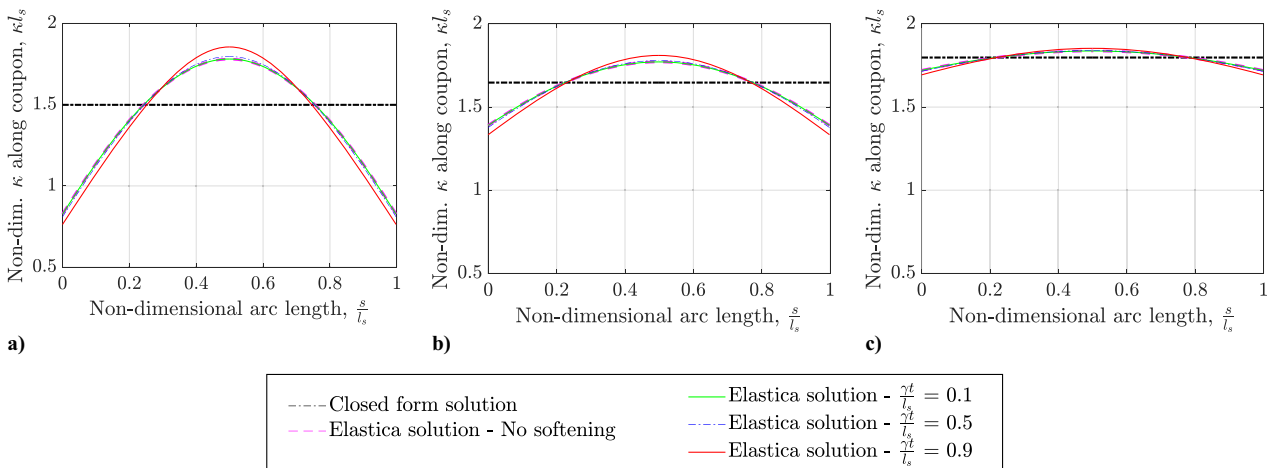 Non-dim. κ along coupon, κl_s
2
1.5
1
0.5
0 0.2 0.4 0.6 0.8 1
Non-dimensional arc length, s/l_s
a)
Non-dim. κ along coupon, κl_s
2
1.5
1
0.5
0 0.2 0.4 0.6 0.8 1
Non-dimensional arc length, s/l_s
b)
Non-dim. κ along coupon, κl_s
2
1.5
1
0.5
0 0.2 0.4 0.6 0.8 1
Non-dimensional arc length, s/l_s
c)
Closed form solution
Elastica solution - No softening
Elastica solution - γt/l_s = 0.1
Elastica solution - γt/l_s = 0.5
Elastica solution - γt/l_s = 0.9